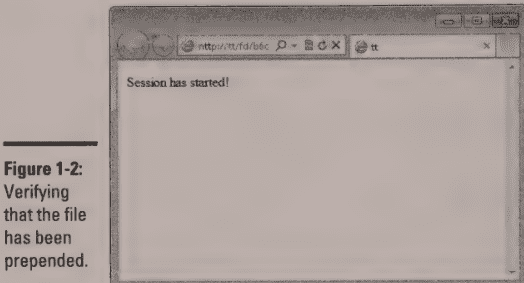 http://tt/fd/b6c
tt
Session has started!
Figure 1-2:
Verifying
that the file
has been
prepended.